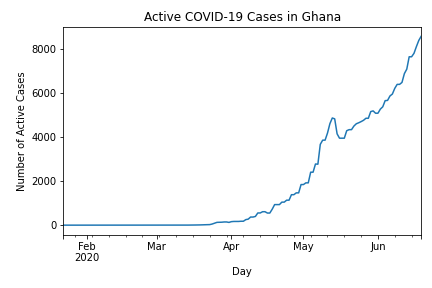 Active COVID-19 Cases in Ghana
Number of Active Cases
8000
6000
4000
2000
0
Feb
2020
Mar
Apr
May
Jun
Day